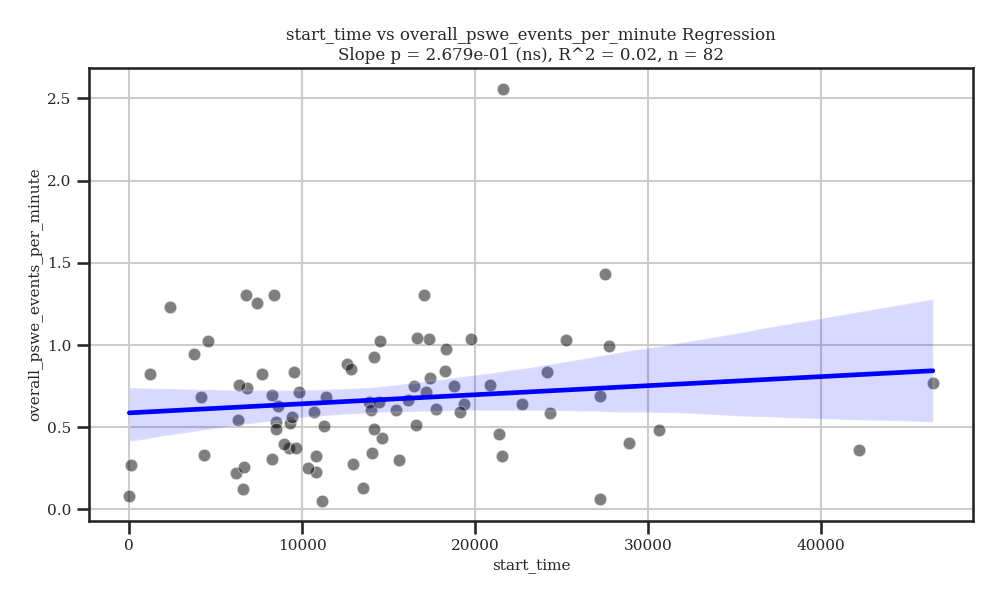 start_time vs overall_pswe_events_per_minute Regression
Slope p = 2.679e-01 (ns), R^2 = 0.02, n = 82
overall_pswe_events_per_minute
2.5
2.0
1.5
1.0
0.5
0.0
0
10000
20000
30000
40000
start_time